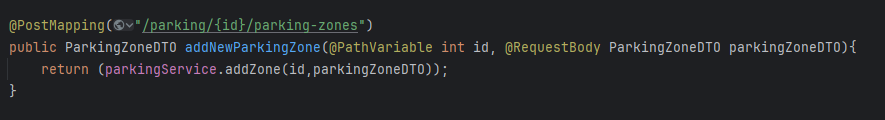 @PostMapping("/parking/{id}/parking-zones")
public ParkingZoneDTO addNewParkingZone(@PathVariable int id, @RequestBody ParkingZoneDTO parkingZoneDTO){
    return (parkingService.addZone(id,parkingZoneDTO));
}